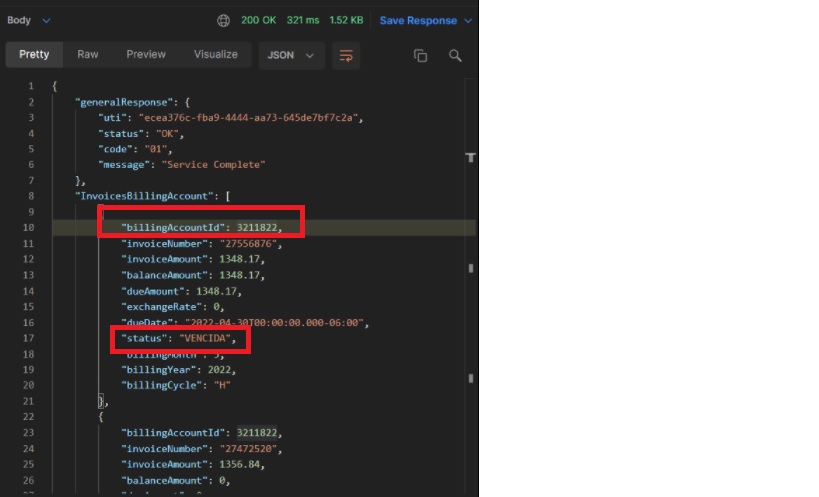 Body 200 OK 321 ms 1.52 KB Save Response
Pretty Raw Preview Visualize JSON
1 {
2 "generalResponse": {
3 "uti": "ecea376c-fba9-4444-aa73-645de7bf7c2a",
4 "status": "OK",
5 "code": "01",
6 "message": "Service Complete"
7 },
8 "InvoicesBillingAccount": [
9
10 "billingAccountId": 3211822,
11 "invoiceNumber": "27556876",
12 "invoiceAmount": 1348.17,
13 "balanceAmount": 1348.17,
14 "dueAmount": 1348.17,
15 "exchangeRate": 0,
16 "dueDate": "2022-04-30T00:00:00.000-06:00",
17 "status": "VENCIDA",
18 "billingMonth": 3,
19 "billingYear": 2022,
20 "billingCycle": "H"
21 },
22 {
23 "billingAccountId": 3211822,
24 "invoiceNumber": "27472520",
25 "invoiceAmount": 1356.84,
26 "balanceAmount": 0,
27